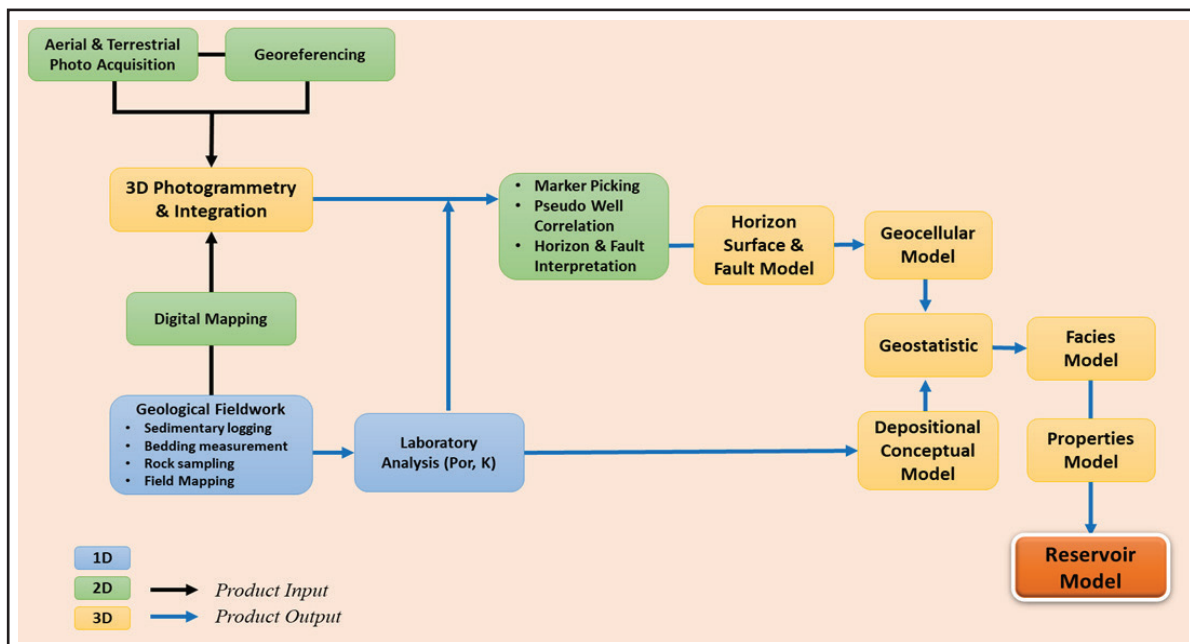 Aerial & Terrestrial
Photo Acquisition
Georeferencing
3D Photogrammetry
& Integration
• Marker Picking
• Pseudo Well
Correlation
• Horizon & Fault
Interpretation
Horizon
Surface &
Fault Model
Geocellular
Model
Digital Mapping
Geostatistic
Facies
Model
Geological Fieldwork
• Sedimentary logging
• Bedding measurement
• Rock sampling
• Field Mapping
Laboratory
Analysis (Por, K)
Depositional
Conceptual
Model
Properties
Model
Reservoir
Model
1D
2D
3D
Product Input
Product Output